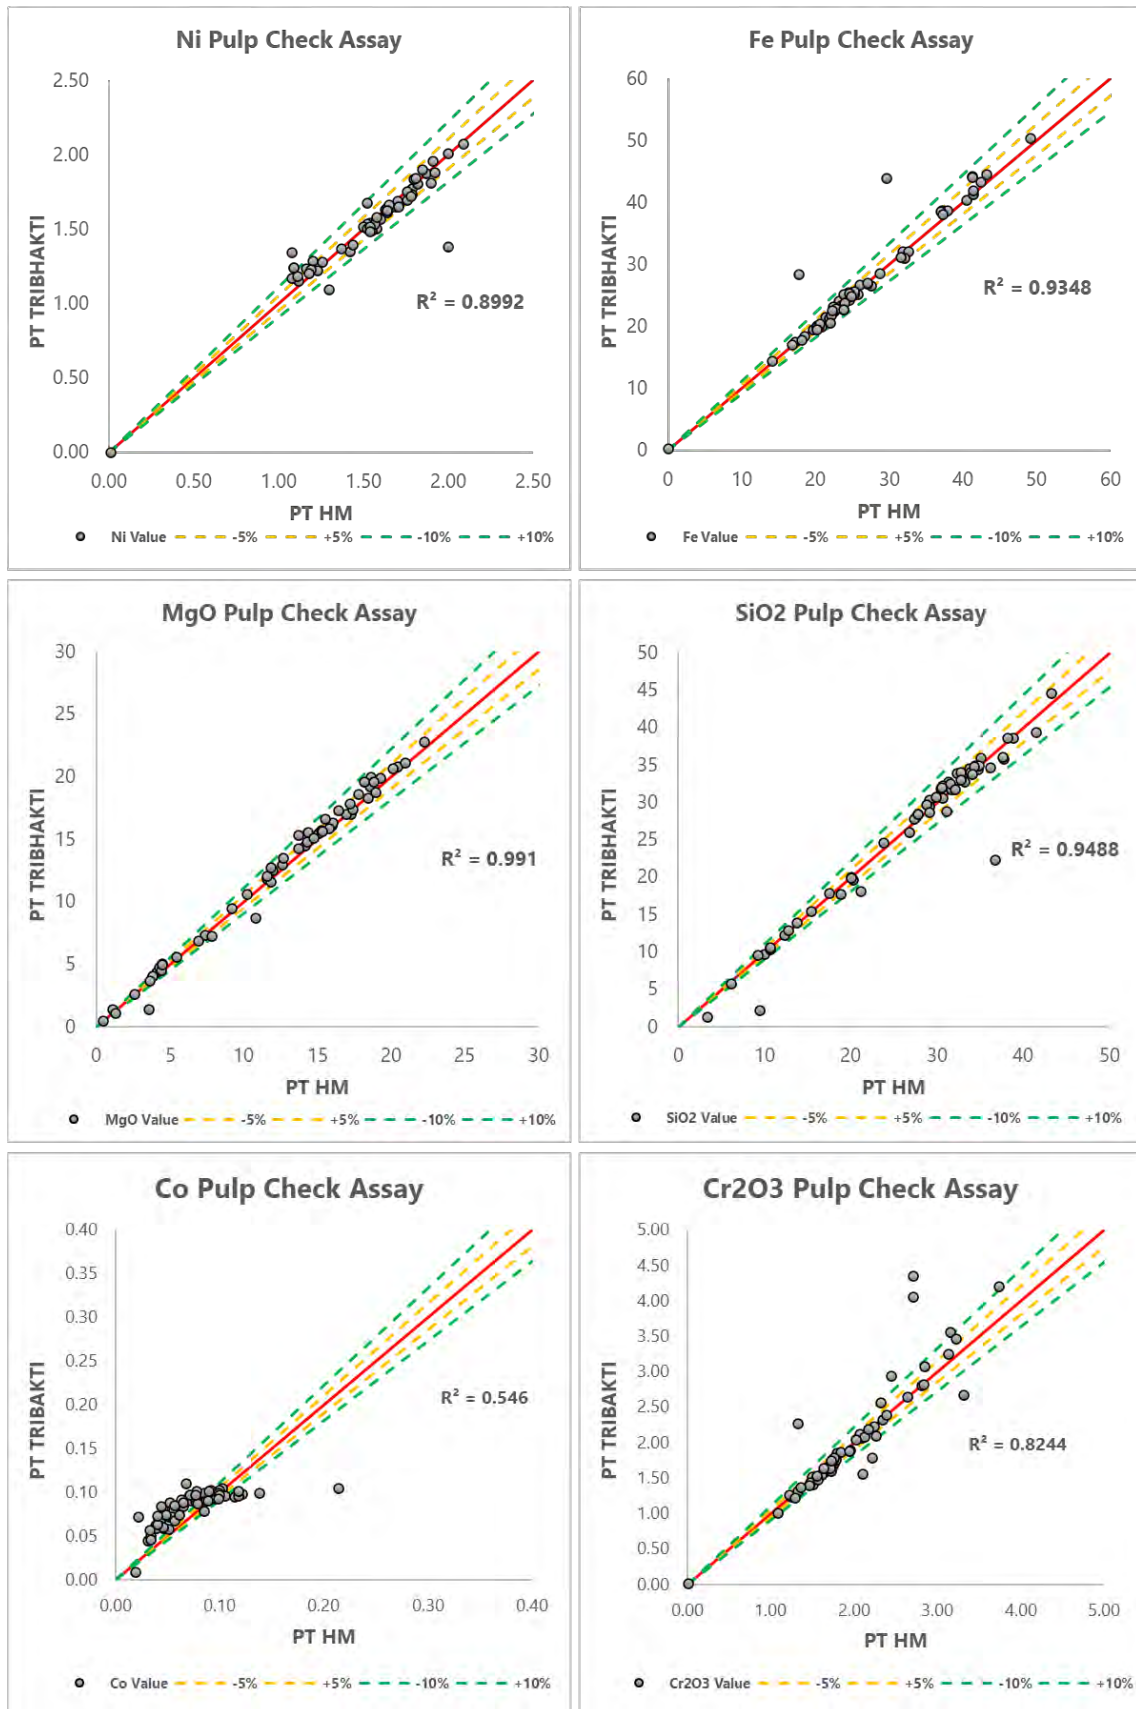 Ni Pulp Check Assay
2.50
2.00
1.50
1.00
0.50
0.00
PT TRIBHAKTI
R² = 0.8992
0.00 0.50 1.00 1.50 2.00 2.50
PT HM
Ni Value -5% +5% -10% +10%
Fe Pulp Check Assay
60
50
40
30
20
10
0
PT TRIBHAKTI
R² = 0.9348
0 10 20 30 40 50 60
PT HM
Fe Value -5% +5% -10% +10%
MgO Pulp Check Assay
30
25
20
15
10
5
0
PT TRIBHAKTI
R² = 0.991
0 5 10 15 20 25 30
PT HM
MgO Value -5% +5% -10% +10%
SiO2 Pulp Check Assay
50
45
40
35
30
25
20
15
10
5
0
PT TRIBHAKTI
R² = 0.9488
0 10 20 30 40 50
PT HM
SiO2 Value -5% +5% -10% +10%
Co Pulp Check Assay
0.40
0.35
0.30
0.25
0.20
0.15
0.10
0.05
0.00
PT TRIBAKTI
R² = 0.546
0.00 0.10 0.20 0.30 0.40
PT HM
Co Value -5% +5% -10% +10%
Cr2O3 Pulp Check Assay
5.00
4.50
4.00
3.50
3.00
2.50
2.00
1.50
1.00
0.50
0.00
PT TRIBAKTI
R² = 0.8244
0.00 1.00 2.00 3.00 4.00 5.00
PT HM
Cr2O3 Value -5% +5% -10% +10%